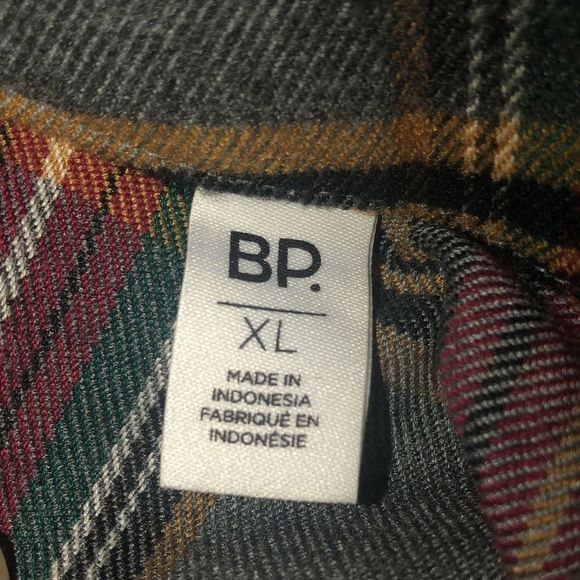 BP.
XL
MADE IN
INDONESIA
FABRIQUÉ EN
INDONÉSIE